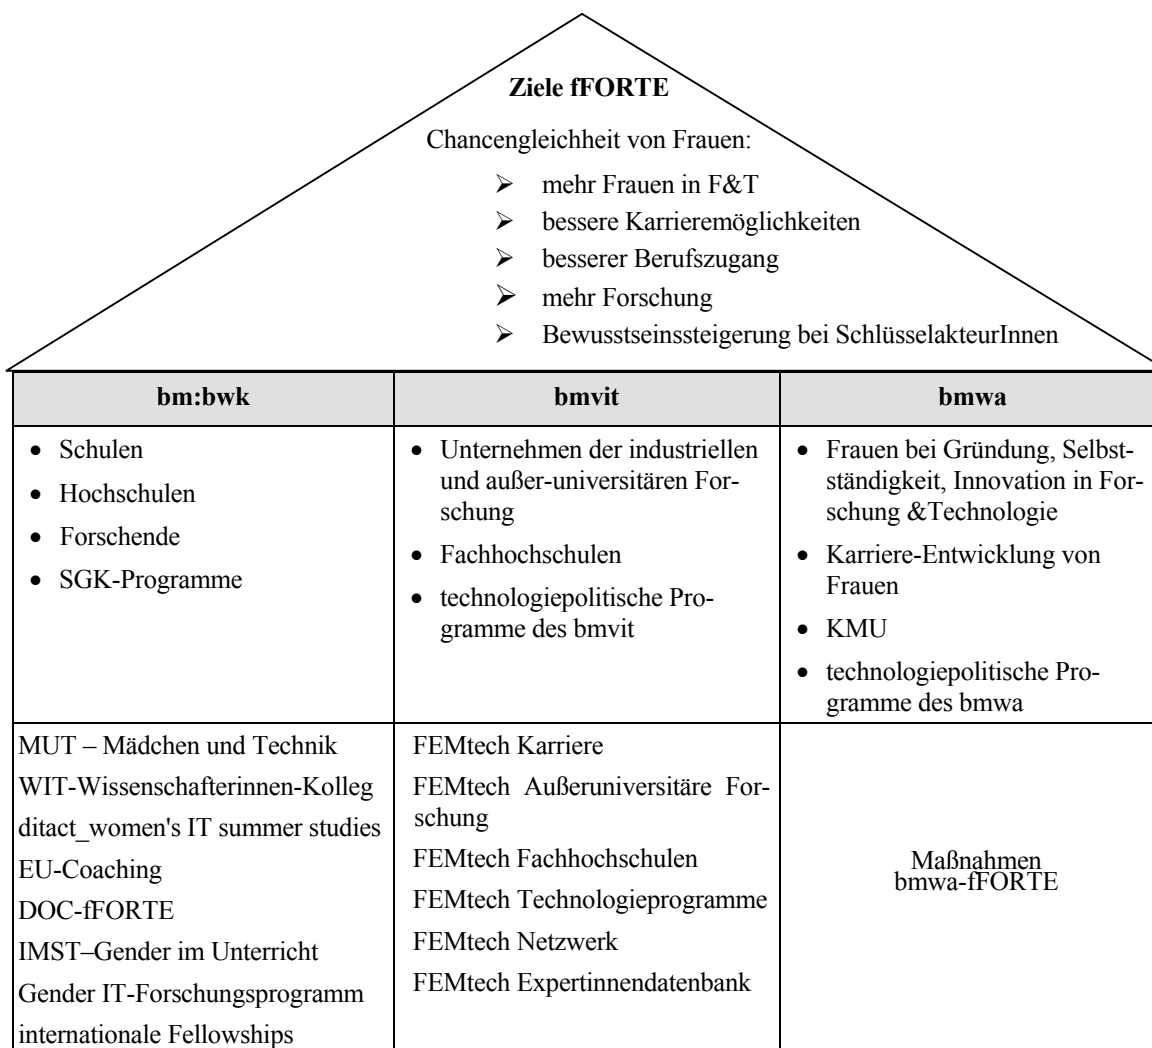 Ziele fFORTE
Chancengleichheit von Frauen:
➢ mehr Frauen in F&T
➢ bessere Karrieremöglichkeiten
➢ besserer Berufszugang
➢ mehr Forschung
➢ Bewusstseinssteigerung bei SchlüsselakteurInnen
bm:bwk
bmvit
bmwa
• Schulen
• Hochschulen
• Forschende
• SGK-Programme
• Unternehmen der industriellen
und außer-universitären For-
schung
• Fachhochschulen
• technologiepolitische Pro-
gramme des bmvit
• Frauen bei Gründung, Selbst-
ständigkeit, Innovation in For-
schung &Technologie
• Karriere-Entwicklung von
Frauen
• KMU
• technologiepolitische Pro-
gramme des bmwa
MUT – Mädchen und Technik
WIT-Wissenschafterinnen-Kolleg
ditact_women's IT summer studies
EU-Coaching
DOC-fFORTE
IMST–Gender im Unterricht
Gender IT-Forschungsprogramm
internationale Fellowships
FEMtech Karriere
FEMtech Außeruniversitäre For-
schung
FEMtech Fachhochschulen
FEMtech Technologieprogramme
FEMtech Netzwerk
FEMtech Expertinnendatenbank
Maßnahmen
bmwa-fFORTE